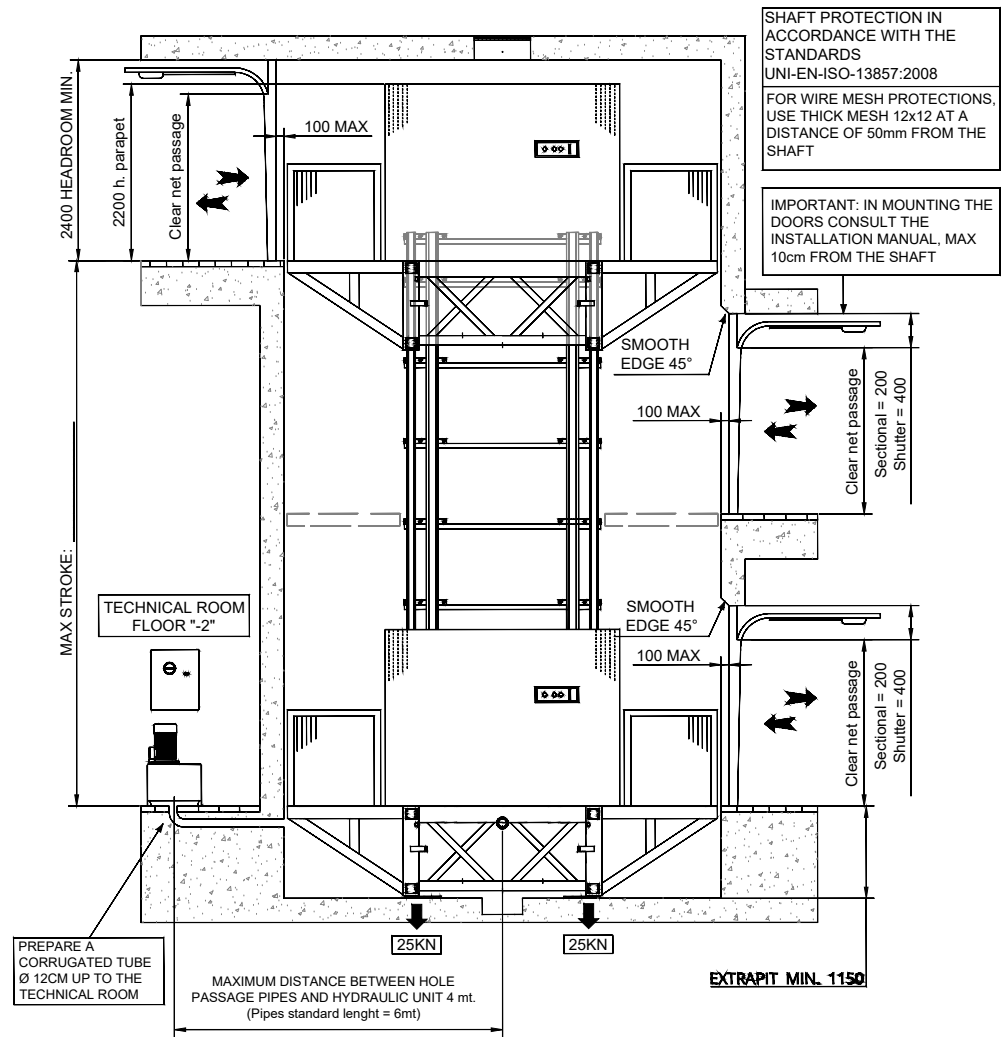 SHAFT PROTECTION IN
ACCORDANCE WITH THE
STANDARDS
UNI-EN-ISO-13857:2008
FOR WIRE MESH PROTECTIONS,
USE THICK MESH 12x12 AT A
DISTANCE OF 50mm FROM THE
SHAFT
IMPORTANT: IN MOUNTING THE
DOORS CONSULT THE
INSTALLATION MANUAL, MAX
10cm FROM THE SHAFT
2400 HEADROOM MIN.
2200 h. parapet
Clear net passage
100 MAX
SMOOTH
EDGE 45°
100 MAX
Clear net passage
Sectional = 200
Shutter = 400
MAX STROKE:
TECHNICAL ROOM
FLOOR "-2"
SMOOTH
EDGE 45°
100 MAX
Clear net passage
Sectional = 200
Shutter = 400
25KN
25KN
PREPARE A
CORRUGATED TUBE
Ø 12CM UP TO THE
TECHNICAL ROOM
MAXIMUM DISTANCE BETWEEN HOLE
PASSAGE PIPES AND HYDRAULIC UNIT 4 mt.
(Pipes standard lenght = 6mt)
EXTRAPIT MIN. 1150